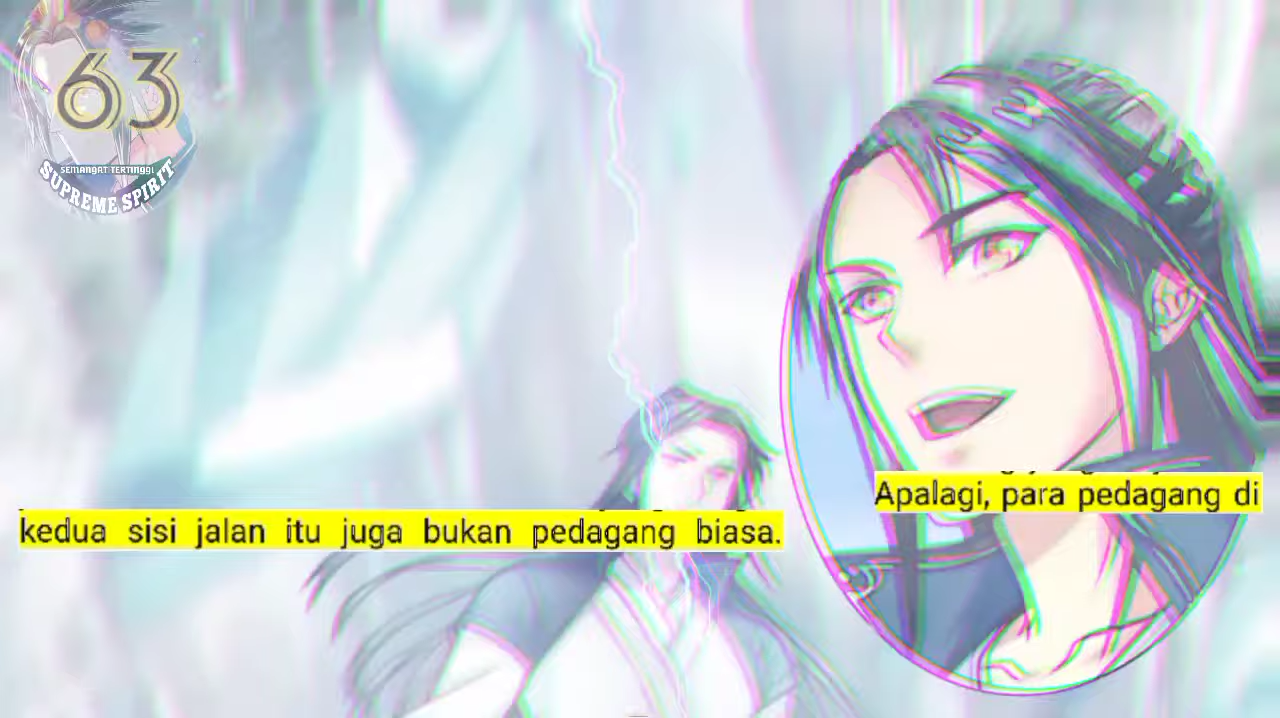 63
SEMANGAT TERTINGGI
SUPREME SPIRIT
Apalagi, para pedagang di
kedua sisi jalan itu juga bukan pedagang biasa.